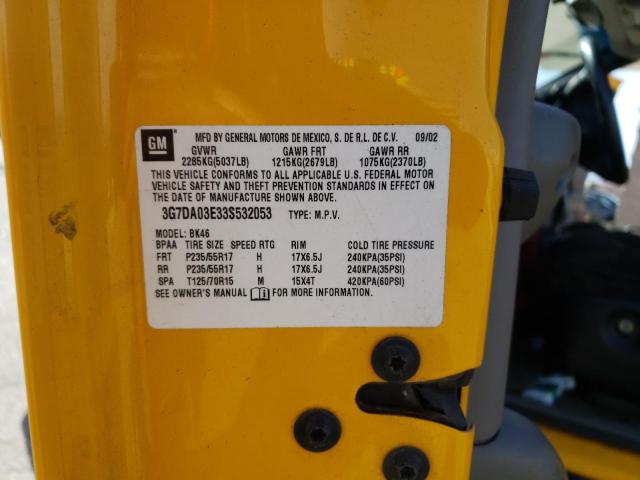 GM MFD BY GENERAL MOTORS DE MEXICO, S. DE R.L. DE C.V. 09/02
GVWR GAWR FRT GAWR RR
2285KG(5037LB) 1215KG(2679LB) 1075KG(2370LB)
THIS VEHICLE CONFORMS TO ALL APPLICABLE U.S. FEDERAL MOTOR
VEHICLE SAFETY AND THEFT PREVENTION STANDARDS IN EFFECT ON
THE DATE OF MANUFACTURE SHOWN ABOVE.
3G7DA03E33S532053 TYPE: M.P.V.
MODEL: BK46
BPAA TIRE SIZE SPEED RTG RIM COLD TIRE PRESSURE
FRT P235/55R17 H 17X6.5J 240KPA(35PSI)
RR P235/55R17 H 17X6.5J 240KPA(35PSI)
SPA T125/70R15 M 15X4T 420KPA(60PSI)
SEE OWNER'S MANUAL FOR MORE INFORMATION.